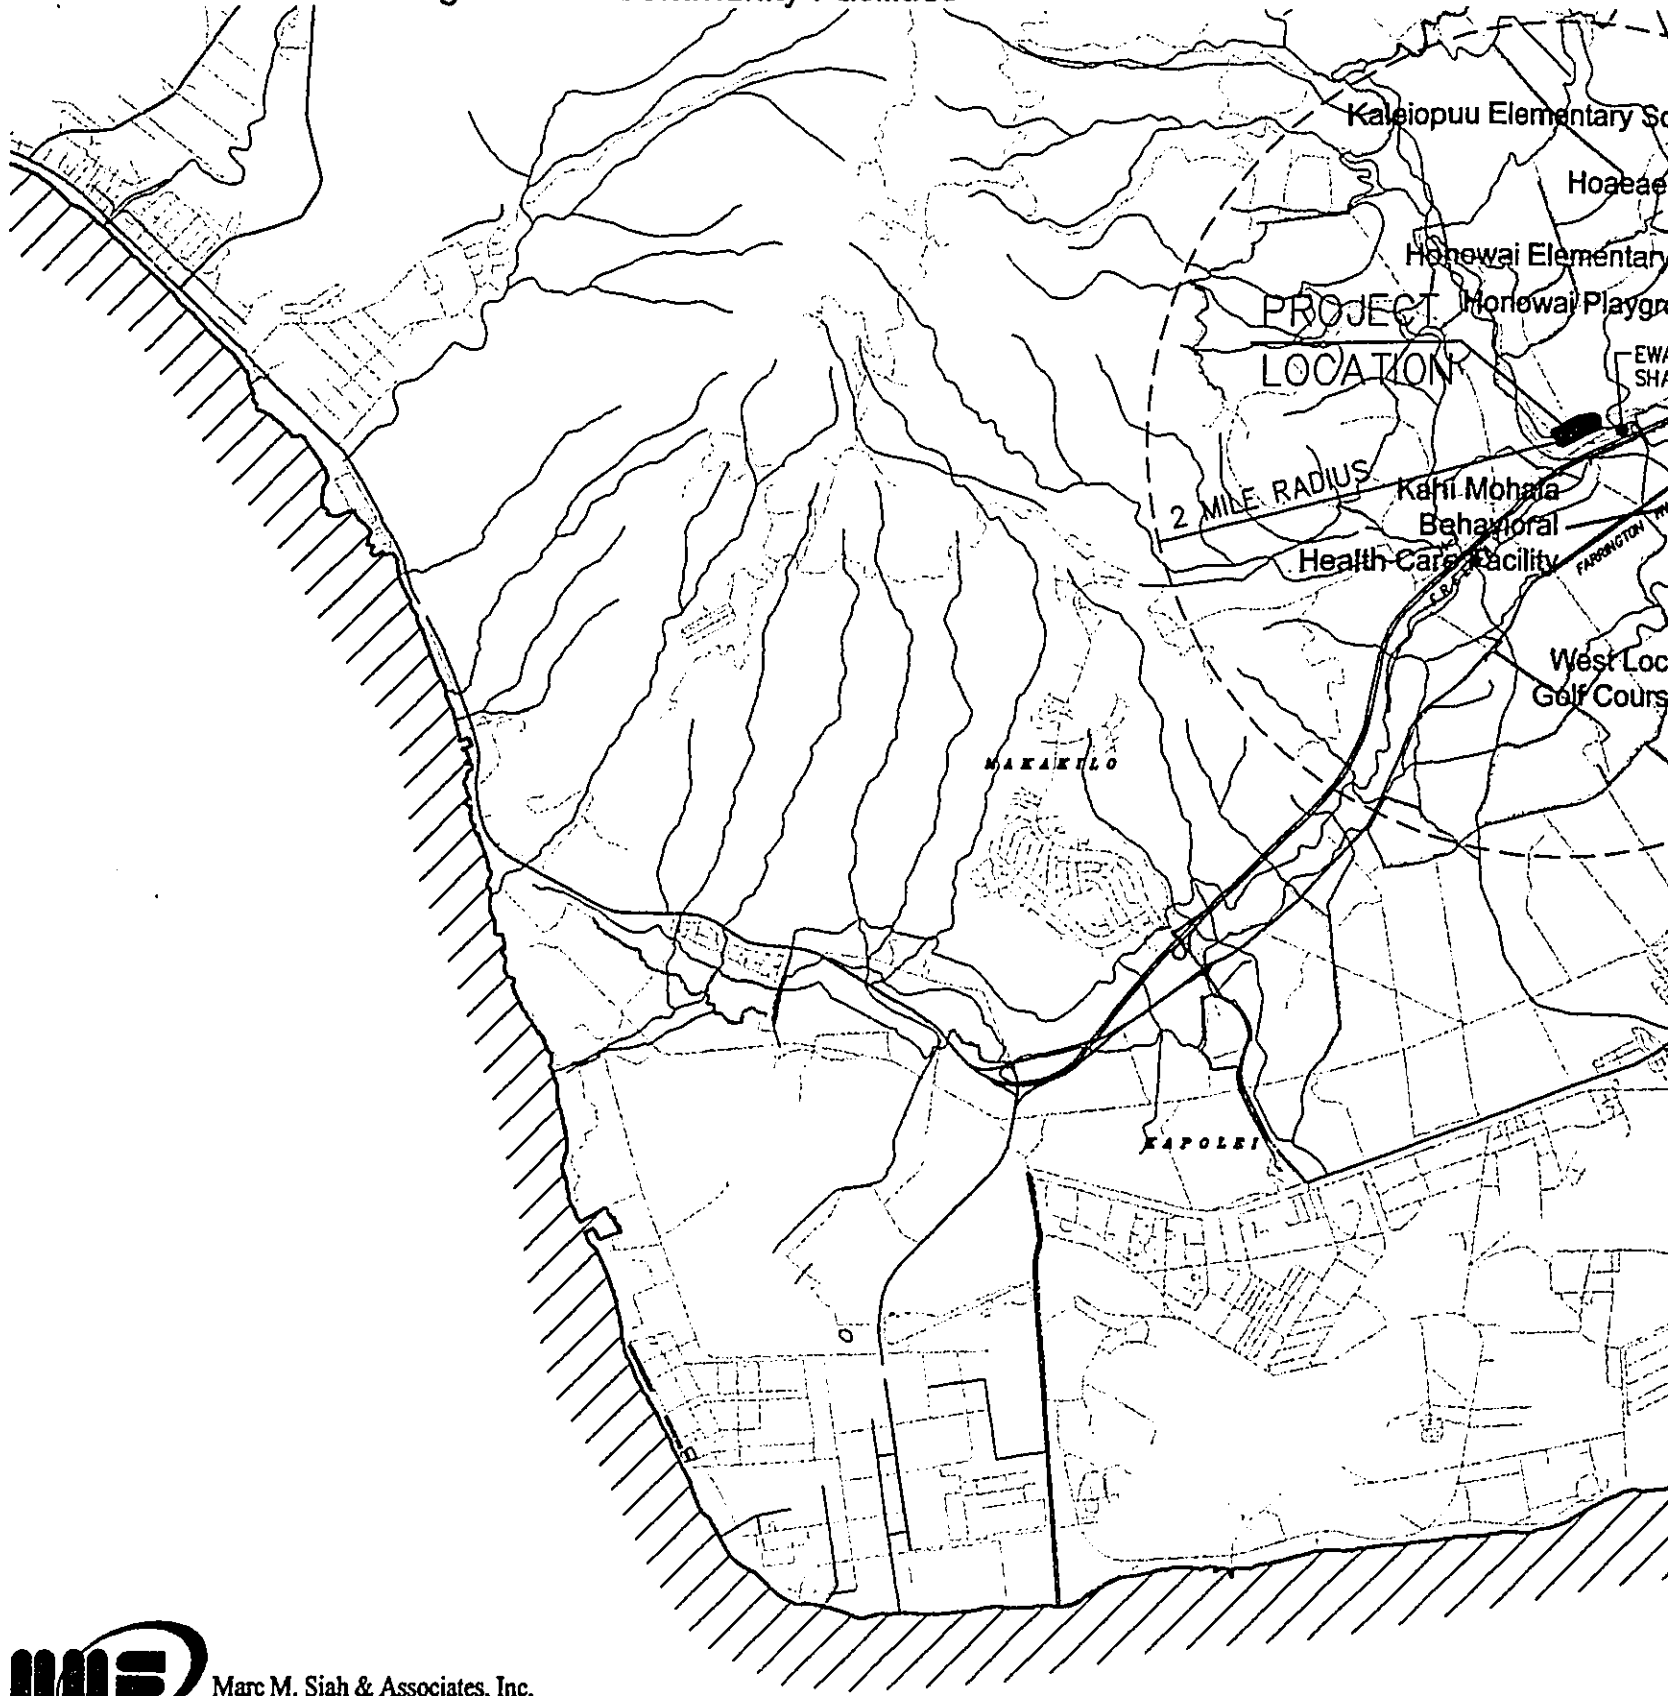 Kaleiopuu Elementary Sc
Hoaeae
Honowai Elementary
Honowai Playgro
PROJECT
LOCATION
EWA
SHA
2 MILE RADIUS
Kahi Mohala
Behavioral
Health Care Facility
FARRINGTON
West Loc
Golf Cours
MAKAKILO
KAPOLEI
Marc M. Siah & Associates, Inc.